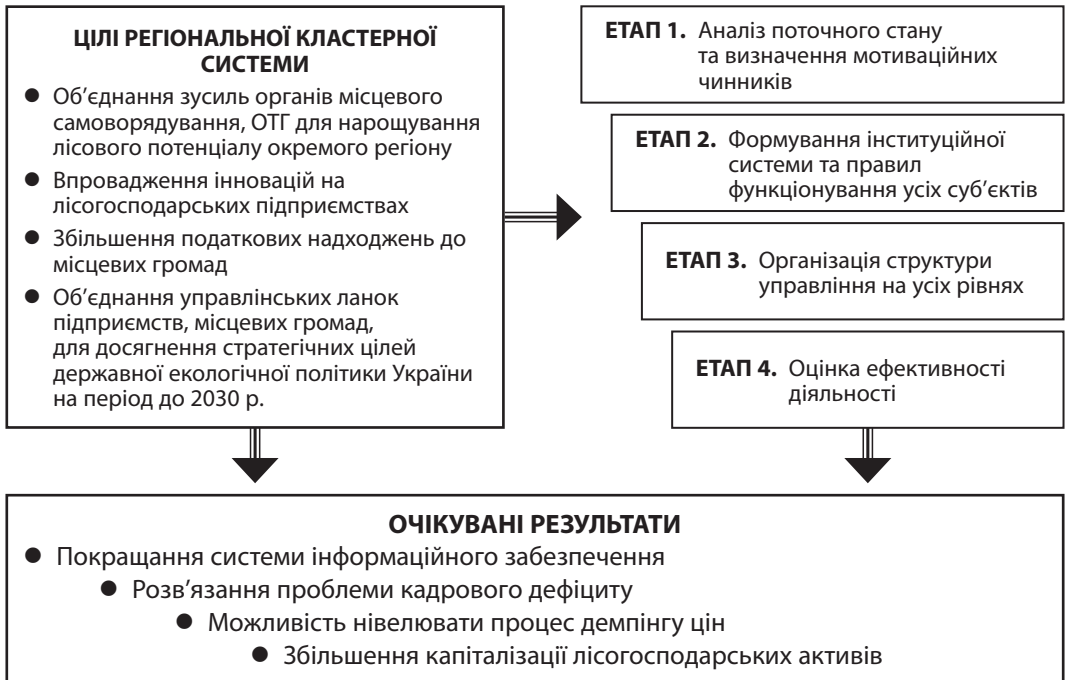 ЦІЛІ РЕГІОНАЛЬНОЇ КЛАСТЕРНОЇ
СИСТЕМИ
● Об’єднання зусиль органів місцевого
самоворядування, ОТГ для нарощування
лісового потенціалу окремого регіону
● Впровадження інновацій на
лісогосподарських підприємствах
● Збільшення податкових надходжень до
місцевих громад
● Об’єднання управлінських ланок
підприємств, місцевих громад,
для досягнення стратегічних цілей
державної екологічної політики України
на період до 2030 р.
ЕТАП 1. Аналіз поточного стану
та визначення мотиваційних
чинників
ЕТАП 2. Формування інституційної
системи та правил
функціонування усіх суб’єктів
ЕТАП 3. Організація структури
управління на усіх рівнях
ЕТАП 4. Оцінка ефективності
діяльності
ОЧІКУВАНІ РЕЗУЛЬТАТИ
● Покращання системи інформаційного забезпечення
● Розв'язання проблеми кадрового дефіциту
● Можливість нівелювати процес демпінгу цін
● Збільшення капіталізації лісогосподарських активів